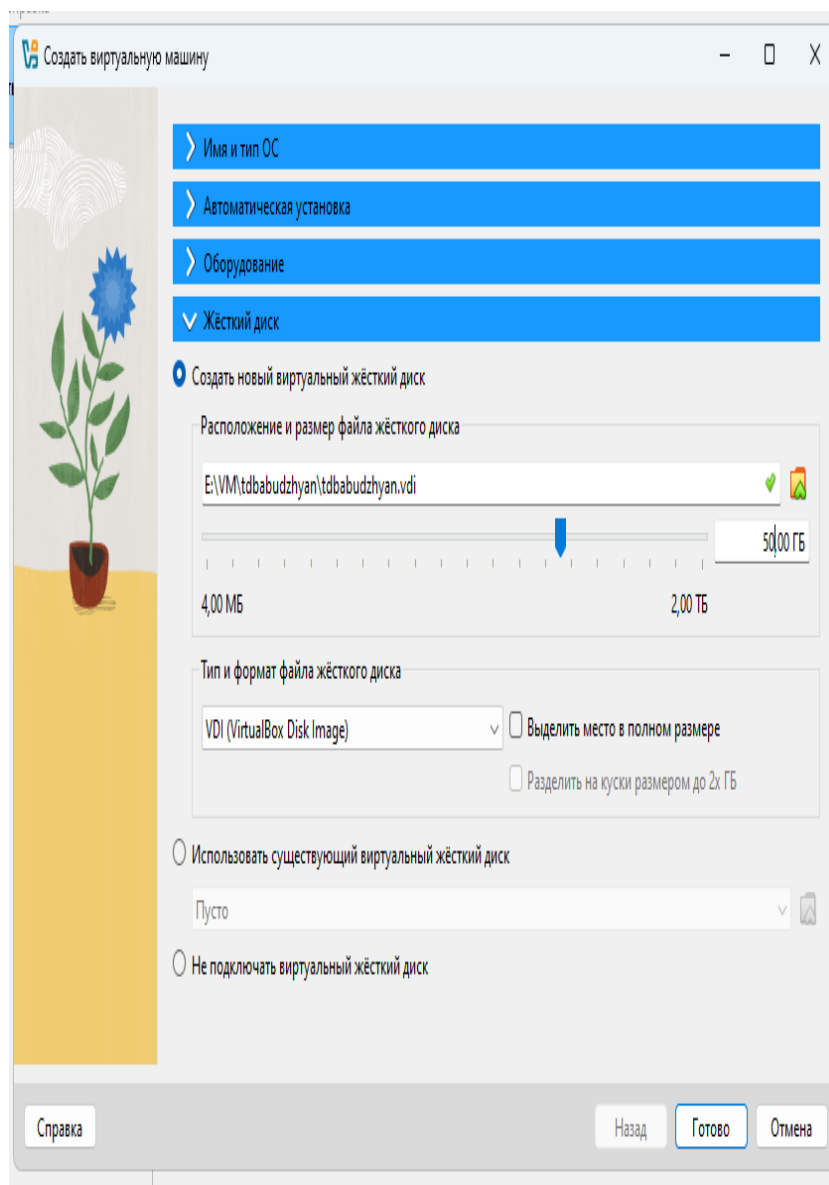 Создать виртуальную машину
Имя и тип ОС
Автоматическая установка
Оборудование
Жёсткий диск
Создать новый виртуальный жёсткий диск
Расположение и размер файла жёсткого диска
E:\VM\tdbabudzhyan\tdbabudzhyan.vdi
50,00 ГБ
4,00 МБ 2,00 ТБ
Тип и формат файла жёсткого диска
VDI (VirtualBox Disk Image) Выделить место в полном размере
Разделить на куски размером до 2х ГБ
Использовать существующий виртуальный жёсткий диск
Пусто
Не подключать виртуальный жёсткий диск
Справка Назад Готово Отмена